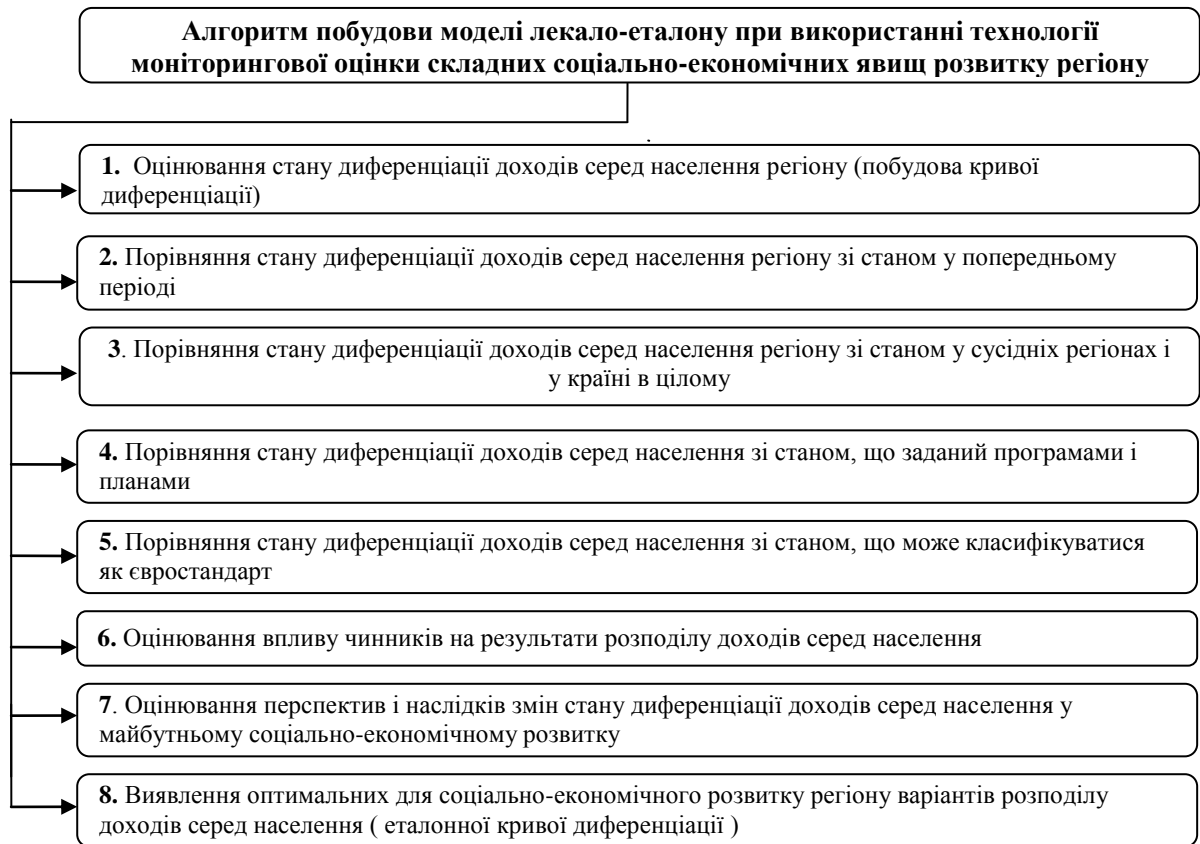 Алгоритм побудови моделі лекало-еталону при використанні технології
моніторингової оцінки складних соціально-економічних явищ розвитку регіону
1. Оцінювання стану диференціації доходів серед населення регіону (побудова кривої
диференціації)
2. Порівняння стану диференціації доходів серед населення регіону зі станом у попередньому
періоді
3. Порівняння стану диференціації доходів серед населення регіону зі станом у сусідніх регіонах і
у країні в цілому
4. Порівняння стану диференціації доходів серед населення зі станом, що заданий програмами і
планами
5. Порівняння стану диференціації доходів серед населення зі станом, що може класифікуватися
як євростандарт
6. Оцінювання впливу чинників на результати розподілу доходів серед населення
7. Оцінювання перспектив і наслідків змін стану диференціації доходів серед населення у
майбутньому соціально-економічному розвитку
8. Виявлення оптимальних для соціально-економічного розвитку регіону варіантів розподілу
доходів серед населення ( еталонної кривої диференціації )